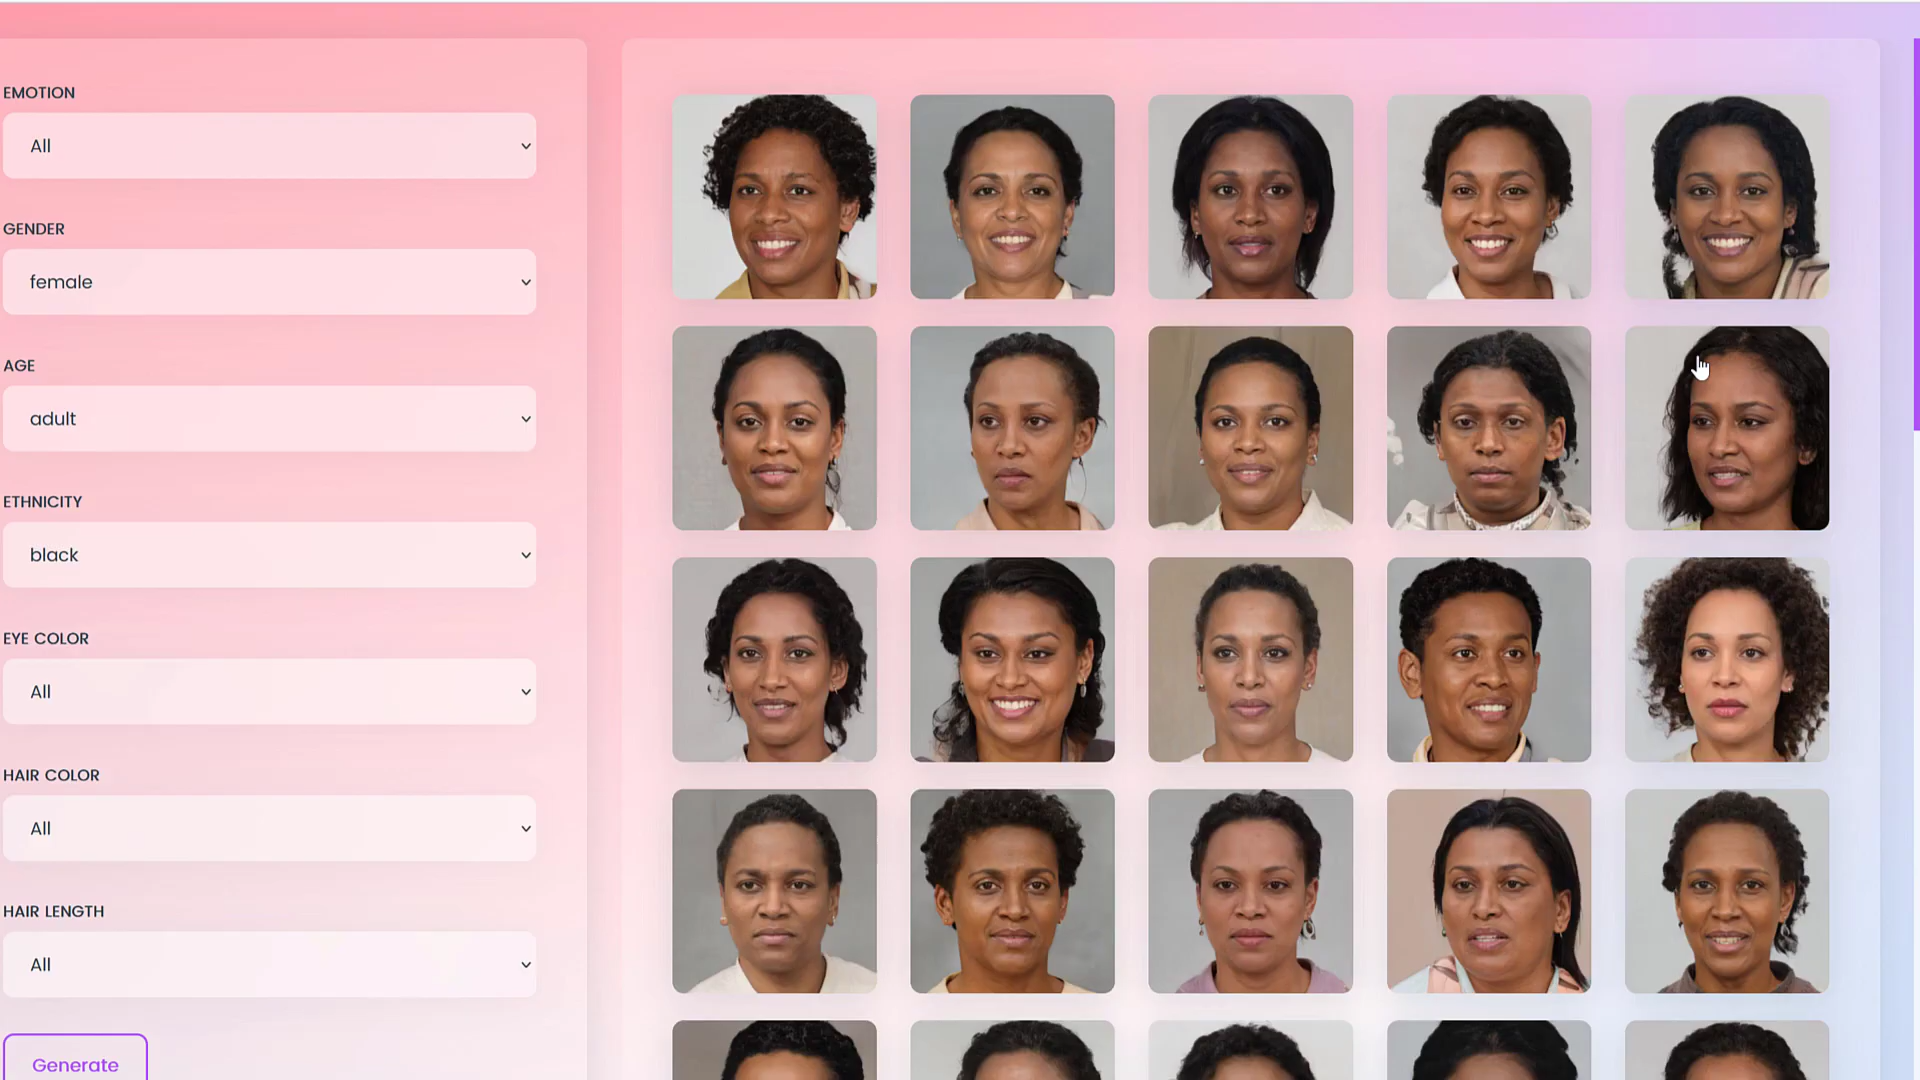 EMOTION
All
GENDER
female
AGE
adult
ETHNICITY
black
EYE COLOR
All
HAIR COLOR
All
HAIR LENGTH
All
Generate